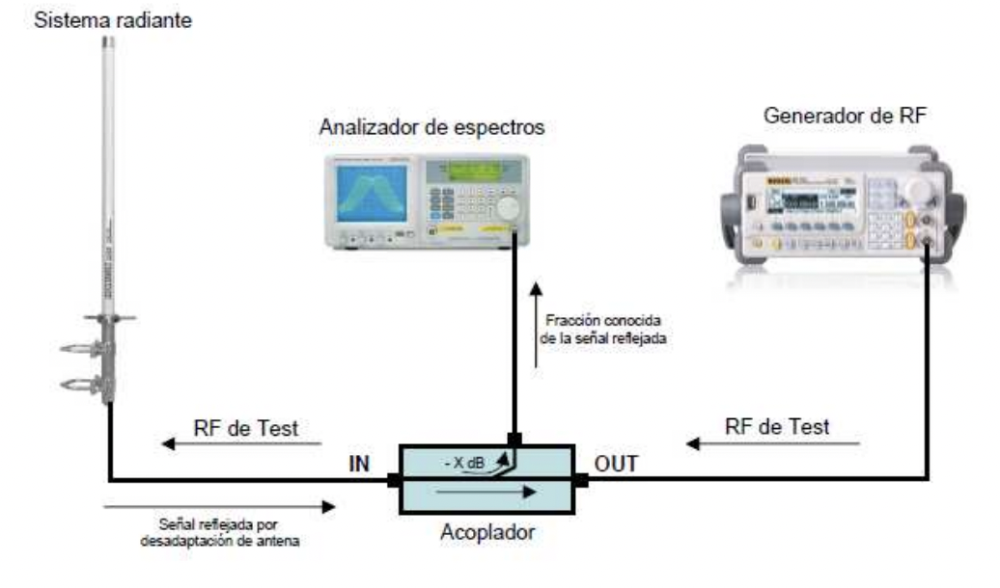 Sistema radiante
Analizador de espectros
Generador de RF
Fracción conocida
de la señal reflejada
RF de Test
RF de Test
IN
- X dB
OUT
Señal reflejada por
desadaptación de antena
Acoplador